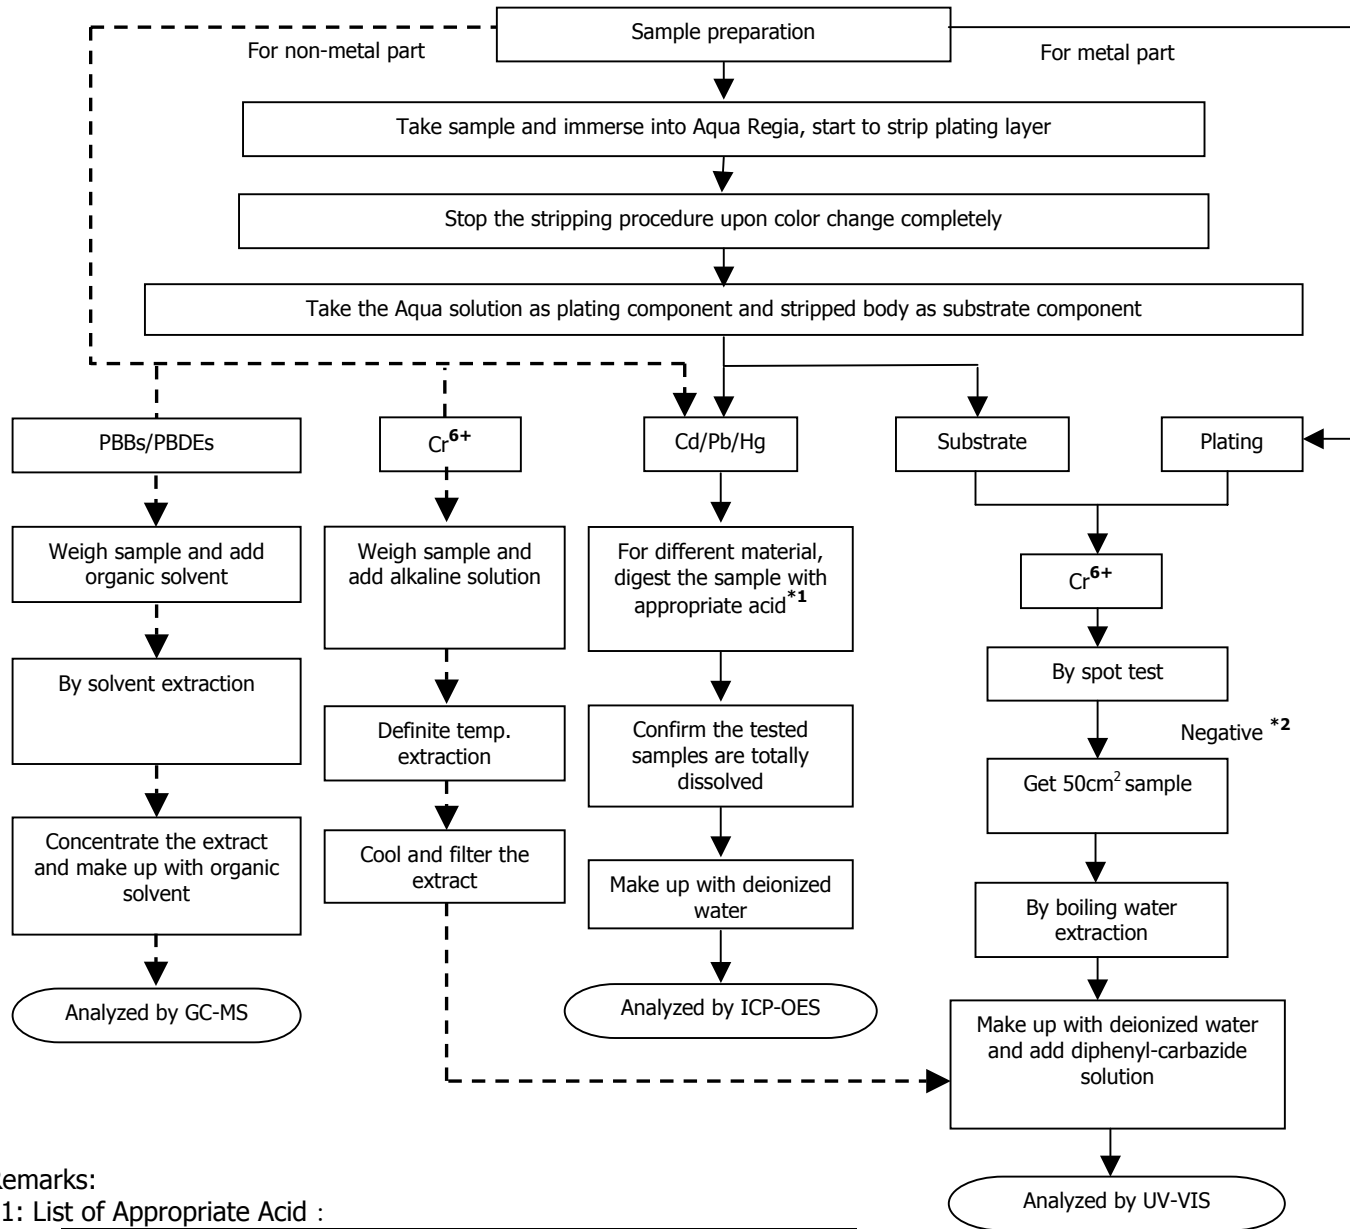 Sample preparation
For non-metal part
For metal part
Take sample and immerse into Aqua Regia, start to strip plating layer
Stop the stripping procedure upon color change completely
Take the Aqua solution as plating component and stripped body as substrate component
PBBs/PBDEs
Cr6+
Cd/Pb/Hg
Substrate
Plating
Weigh sample and add
organic solvent
Weigh sample and
add alkaline solution
For different material,
digest the sample with
appropriate acid*1
Cr6+
By solvent extraction
Definite temp.
extraction
Confirm the tested
samples are totally
dissolved
By spot test
Negative *2
Get 50cm2 sample
Concentrate the extract
and make up with organic
solvent
Cool and filter the
extract
Make up with deionized
water
By boiling water
extraction
Analyzed by GC-MS
Analyzed by ICP-OES
Make up with deionized water
and add diphenyl-carbazide
solution
Analyzed by UV-VIS
emarks:
1: List of Appropriate Acid :